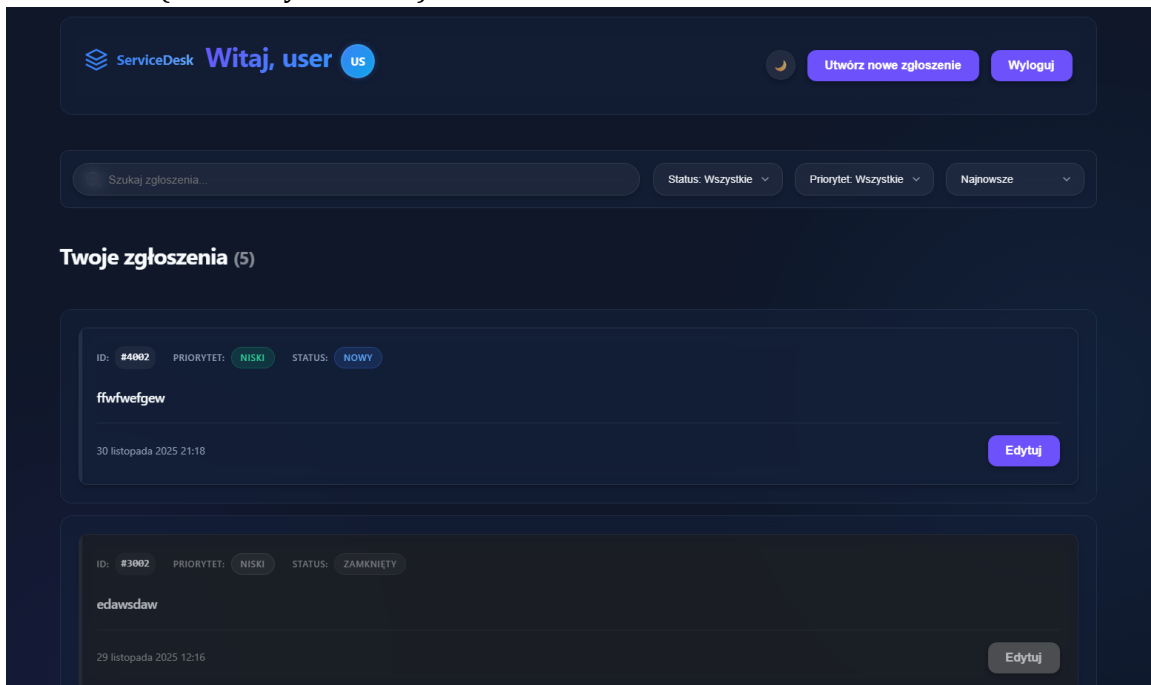 ServiceDesk Witaj, user US
Utwórz nowe zgłoszenie Wyloguj
Szukaj zgłoszenia... Status: Wszystkie Priorytet: Wszystkie Najnowsze
Twoje zgłoszenia (5)
ID: #4002 PRIORYTET: NISKI STATUS: NOWY
ffwfwefgew
30 listopada 2025 21:18 Edytuj
ID: #3002 PRIORYTET: NISKI STATUS: ZAMKNIĘTY
edawsdaw
29 listopada 2025 12:16 Edytuj